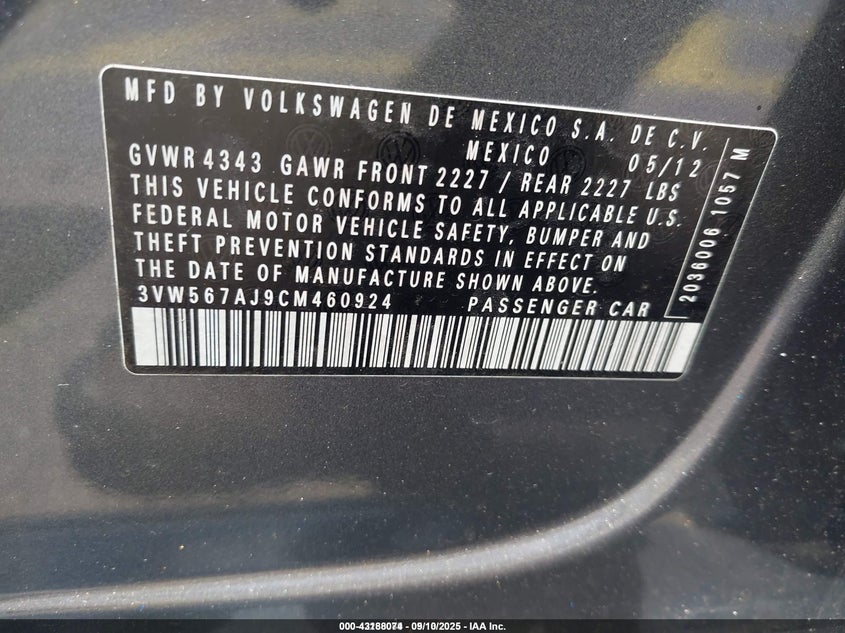 MFD BY VOLKSWAGEN DE MEXICO S.A. DE C.V.
MEXICO 05/12
GVWR 4343 GAWR FRONT 2227 / REAR 2227 LBS
THIS VEHICLE CONFORMS TO ALL APPLICABLE U.S.
FEDERAL MOTOR VEHICLE SAFETY, BUMPER AND
THEFT PREVENTION STANDARDS IN EFFECT ON
THE DATE OF MANUFACTURE SHOWN ABOVE.
3VW567AJ9CM460924 PASSENGER CAR
2036006 1057 M
09/10/2025 - IAA Inc.